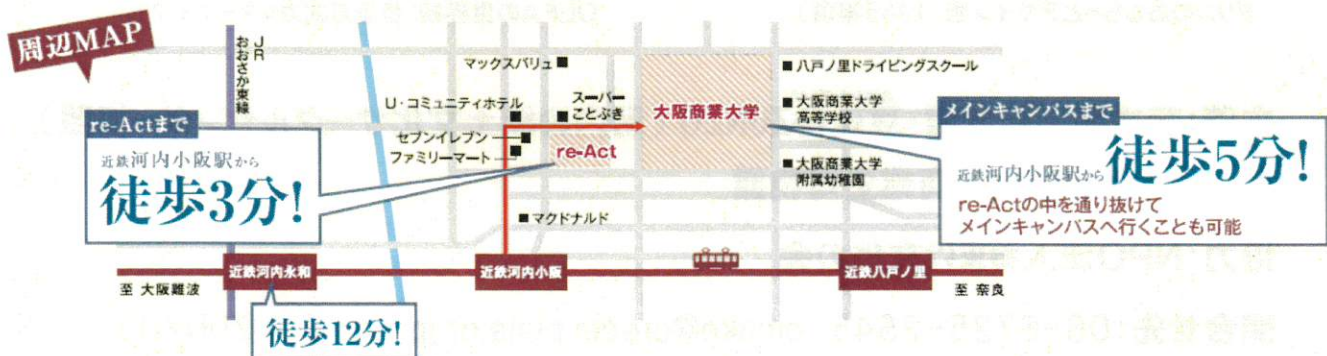 周辺MAP
JR
おおさか東線
マックスバリュ
U・コミュニティホテル
スーパー
ことぶき
セブンイレブン
ファミリーマート
re-Act
大阪商業大学
八戸ノ里ドライビングスクール
大阪商業大学
高等学校
大阪商業大学
附属幼稚園
マクドナルド
re-Actまで
近鉄河内小阪駅から
徒歩3分!
メインキャンパスまで
近鉄河内小阪駅から徒歩5分!
re-Actの中を通り抜けて
メインキャンパスへ行くことも可能
近鉄河内永和
近鉄河内小阪
近鉄八戸ノ里
至 大阪難波
至 奈良
徒歩12分!